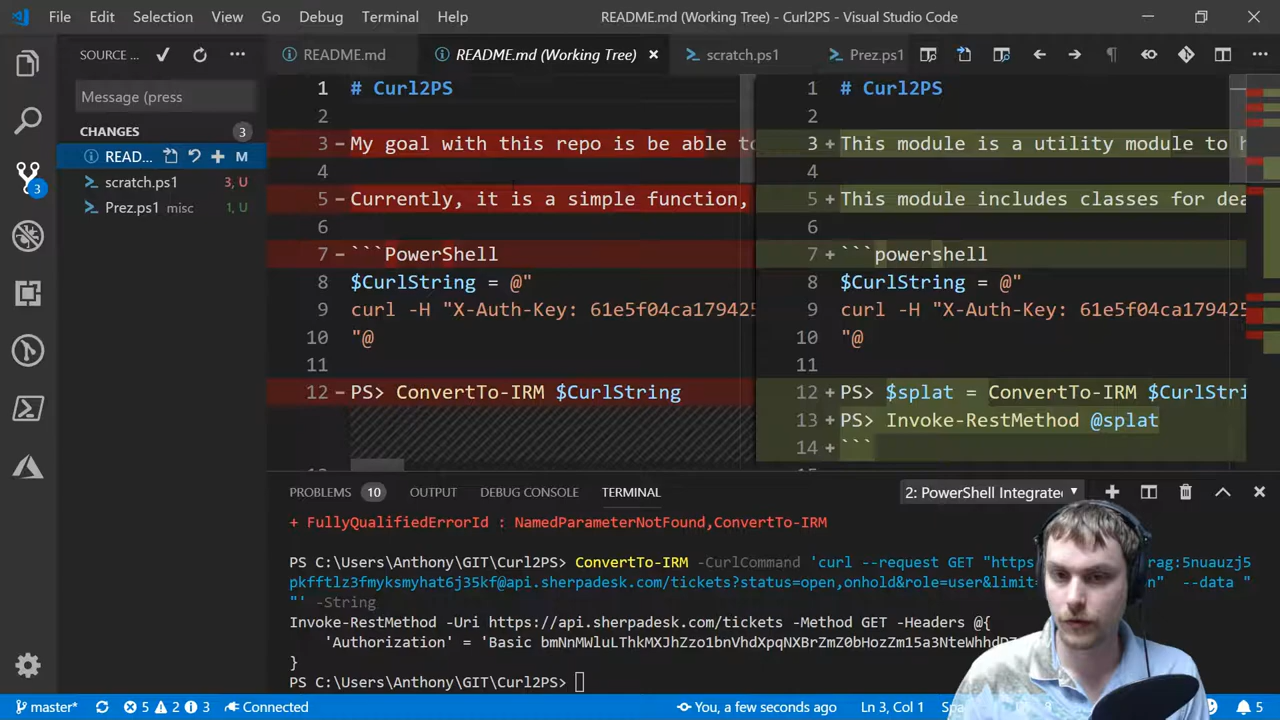 File Edit Selection View Go Debug Terminal Help README.md (Working Tree) - Curl2PS - Visual Studio Code
SOURCE ... README.md README.md (Working Tree) scratch.ps1 Prez.ps1
Message (press
CHANGES 3
READ... M
scratch.ps1 3, U
Prez.ps1 misc 1, U
3
1 # Curl2PS
2
3 - My goal with this repo is be able to
4
5 - Currently, it is a simple function,
6
7 - ```PowerShell
8 $CurlString = @"
9 curl -H "X-Auth-Key: 61e5f04ca179425
10 "@
11
12 - PS> ConvertTo-IRM $CurlString
1 # Curl2PS
2
3 + This module is a utility module to h
4
5 + This module includes classes for dea
6
7 + ```powershell
8 $CurlString = @"
9 curl -H "X-Auth-Key: 61e5f04ca179425
10 "@
11
12 + PS> $splat = ConvertTo-IRM $CurlStri
13 + PS> Invoke-RestMethod @splat
14 + ```
PROBLEMS 10 OUTPUT DEBUG CONSOLE TERMINAL 2: PowerShell Integrate
+ FullyQualifiedErrorId : NamedParameterNotFound,ConvertTo-IRM
PS C:\Users\Anthony\GIT\Curl2PS> ConvertTo-IRM -CurlCommand 'curl --request GET "https rag:5nuauzj5
pkfftlz3fmyksmyhat6j35kf@api.sherpadesk.com/tickets?status=open,onhold&role=user&limit n" --data "
"' -String
Invoke-RestMethod -Uri https://api.sherpadesk.com/tickets -Method GET -Headers @{
'Authorization' = 'Basic
}
PS C:\Users\Anthony\GIT\Curl2PS>
master* 5 2 3 Connected You, a few seconds ago Ln 3, Col 1 5